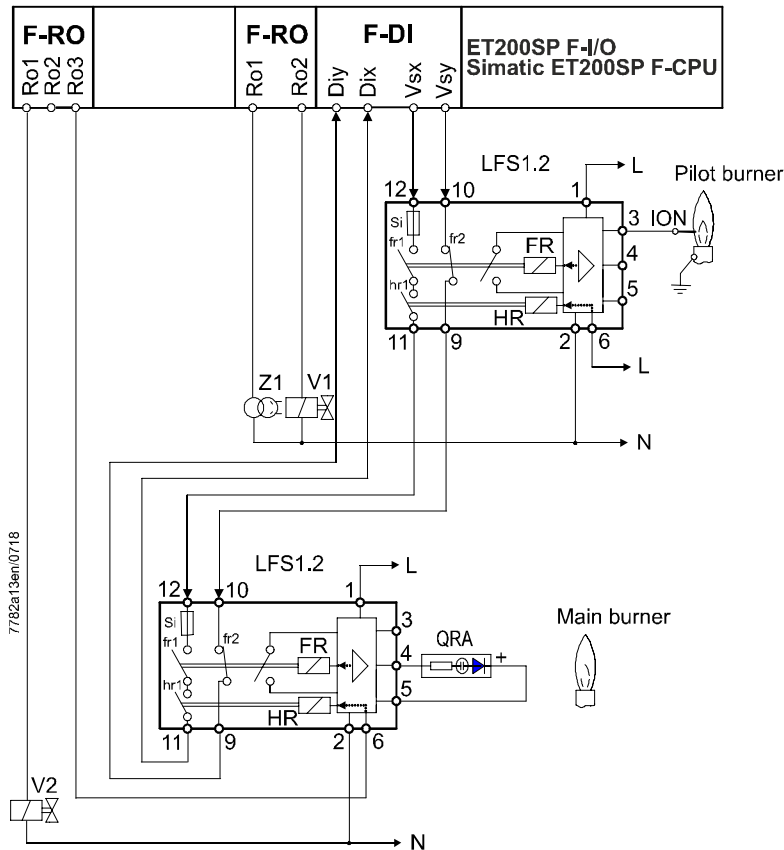 F-RO F-RO F-DI
ET200SP F-I/O
Simatic ET200SP F-CPU
Ro1 Ro2 Ro3 Ro1 Ro2 Diy Dix Vsx Vsy
LFS1.2 L
Pilot burner
12 10 1
3 ION
Si
fr1 fr2 FR
4
hr1
5
HR
11 9 2 6
L
Z1 V1
N
7782a13en/0718
LFS1.2 L
12 10 1
Main burner
3
Si
fr1 fr2 FR
4 QRA +
hr1
5
HR
11 9 2 6
V2
N